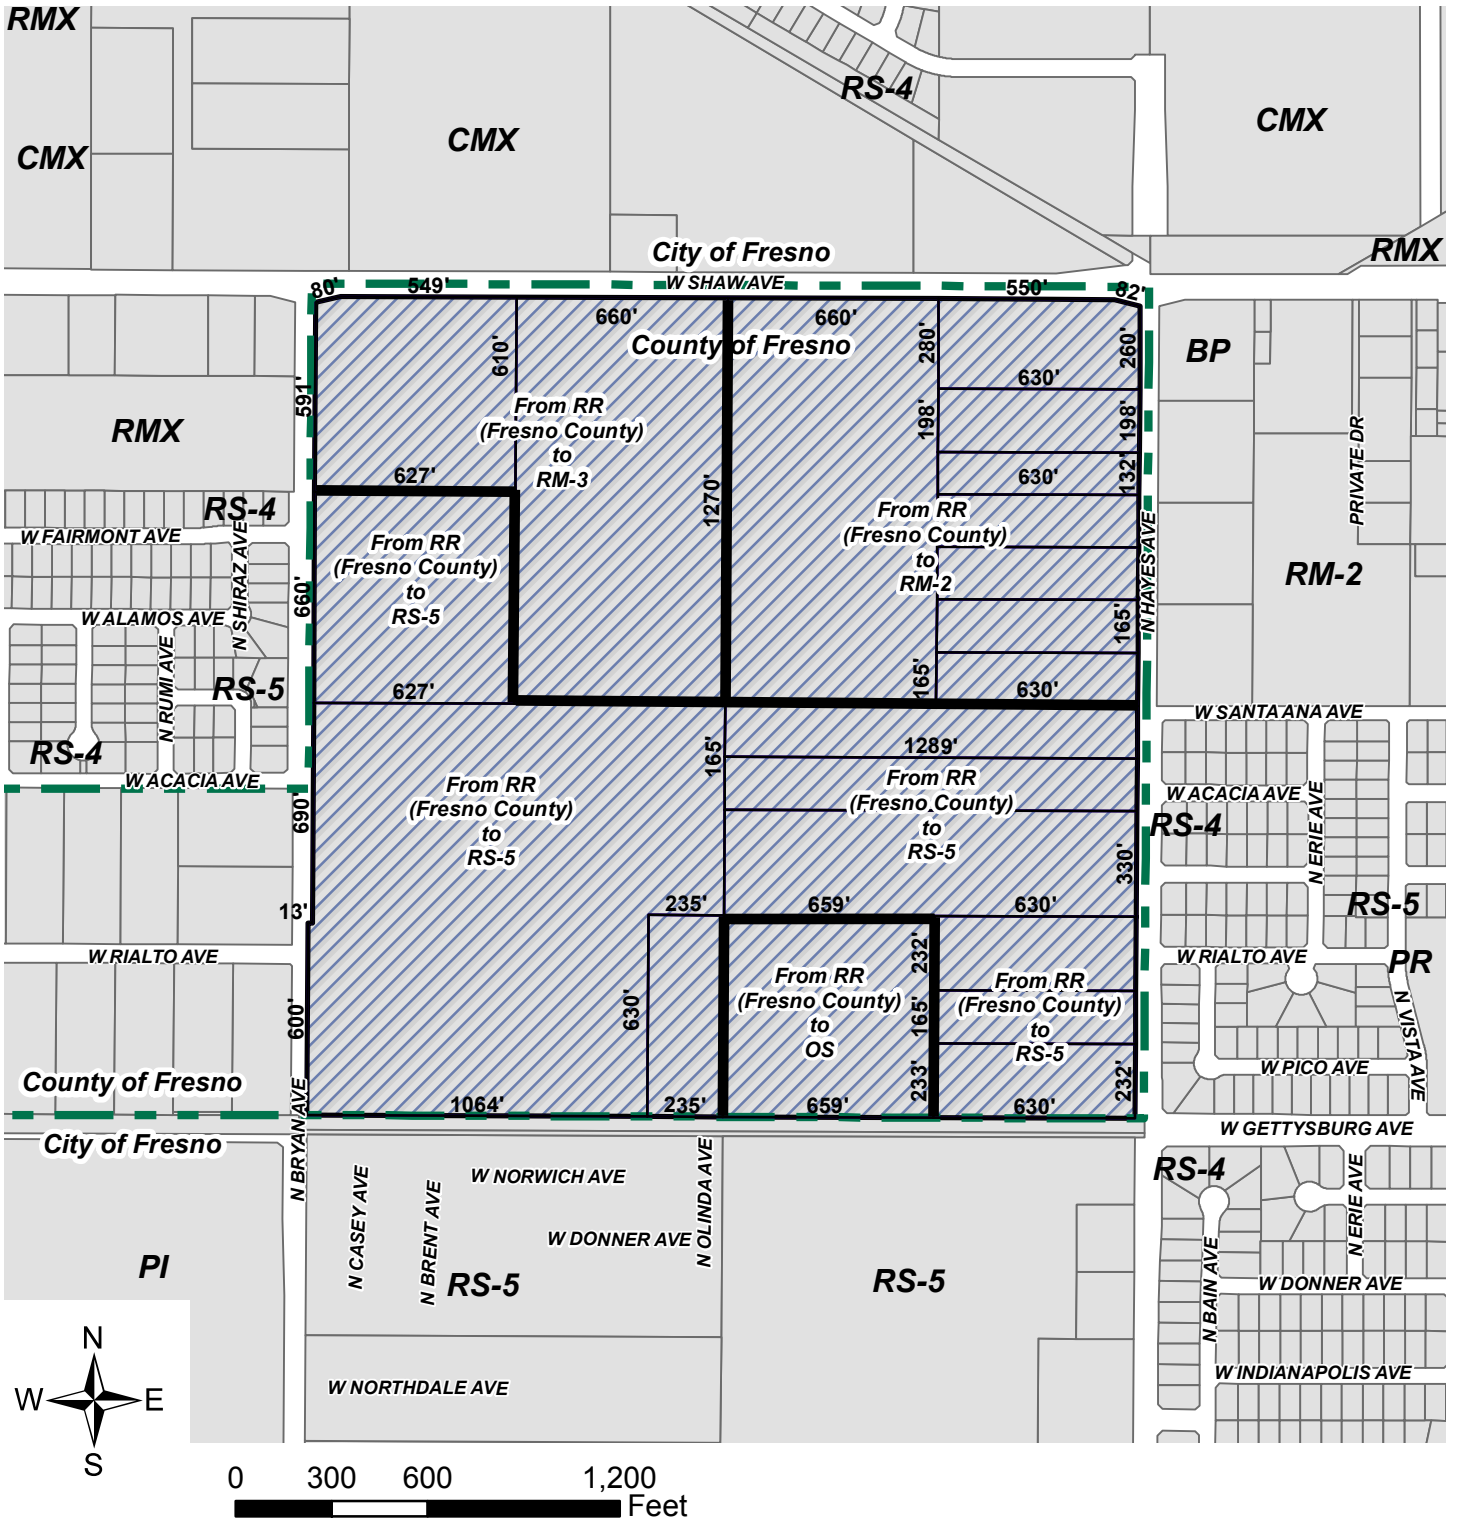 RMX
RS-4
CMX
CMX
CMX
City of Fresno
RMX
W SHAW AVE
80'
549'
550'
82'
660'
660'
County of Fresno
610'
280'
260'
BP
630'
591'
From RR
(Fresno County)
to
RM-3
198'
198'
RMX
PRIVATE DR
627'
630'
132'
1270'
RS-4
W FAIRMONT AVE
From RR
(Fresno County)
to
RM-2
From RR
(Fresno County)
to
RS-5
N SHIRAZ AVE
N HAYES AVE
RM-2
660'
W ALAMOS AVE
165'
N RUMI AVE
RS-5
627'
165'
630'
W SANTA ANA AVE
RS-4
165'
1289'
W ACACIA AVE
From RR
(Fresno County)
to
RS-5
From RR
(Fresno County)
to
RS-5
W ACACIA AVE
690'
RS-4
N ERIE AVE
330'
13'
235'
659'
630'
RS-5
W RIALTO AVE
232'
W RIALTO AVE
PR
From RR
(Fresno County)
to
OS
From RR
(Fresno County)
to
RS-5
600'
630'
165'
N VISTA AVE
County of Fresno
233'
232'
W PICO AVE
1064'
235'
659'
630'
City of Fresno
N BRYAN AVE
W GETTYSBURG AVE
W NORWICH AVE
RS-4
N CASEY AVE
N BRENT AVE
N OLINDA AVE
N ERIE AVE
W DONNER AVE
PI
RS-5
RS-5
N BAIN AVE
W DONNER AVE
N
W
E
S
W NORTHDALE AVE
W INDIANAPOLIS AVE
0
300
600
1,200
Feet